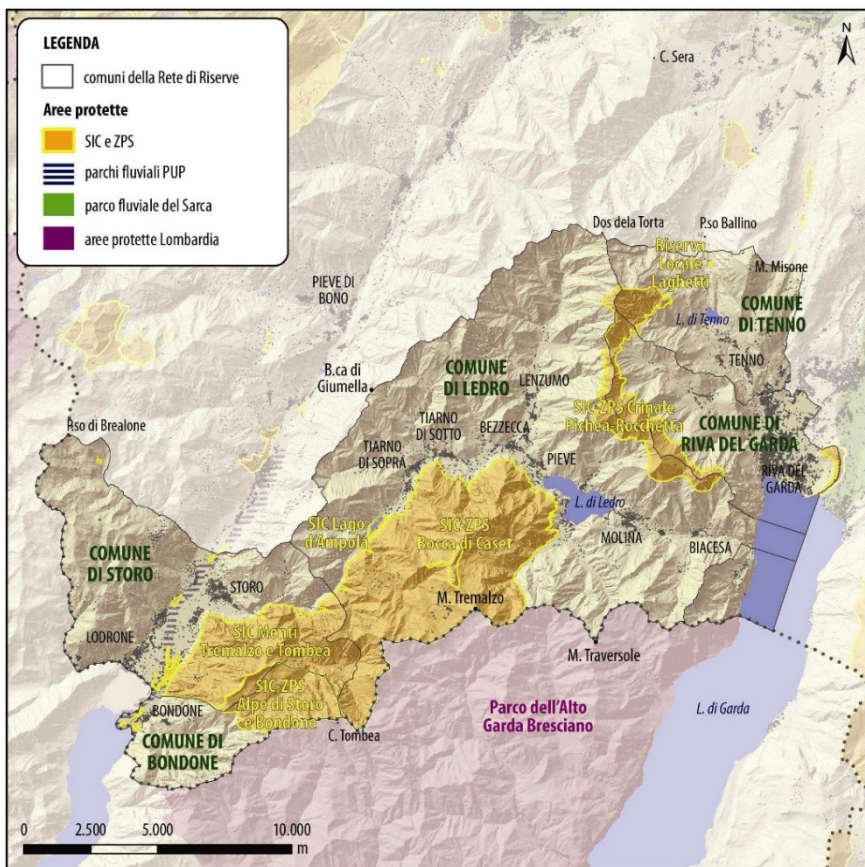 LEGENDA
comuni della Rete di Riserve
Aree protette
SIC e ZPS
parchi fluviali PUP
parco fluviale del Sarca
aree protette Lombardia
N
C. Sera
Dos dela Torta
P.so Ballino
Riserva
Locale
Laghetti
M. Misone
PIEVE DI
BONO
COMUNE
DI TENNO
L. di Tenno
B.ca di
Giumella
COMUNE
DI LEDRO
LENZUMO
TENNO
TIARNO
DI SOTTO
BEZZECCA
SIC-ZPS Crinale
Pichea-Rocchetta
COMUNE DI
RIVA DEL GARDA
P.so di Brealone
TIARNO
DI SOPRA
PIEVE
RIVA DEL
GARDA
L. di Ledro
SIC Lago
d'Ampola
SIC-ZPS
Bocca di Caset
COMUNE
DI STORO
MOLINA
BIACESA
STORO
M. Tremalzo
LODRONE
SIC Monti
Tremalzo e Tombea
M. Traversole
SIC-ZPS
Alpe di Storo
e Bondone
BONDONE
Parco dell'Alto
Garda Bresciano
L. di Garda
C. Tombea
COMUNE DI
BONDONE
0 2.500 5.000 10.000
m